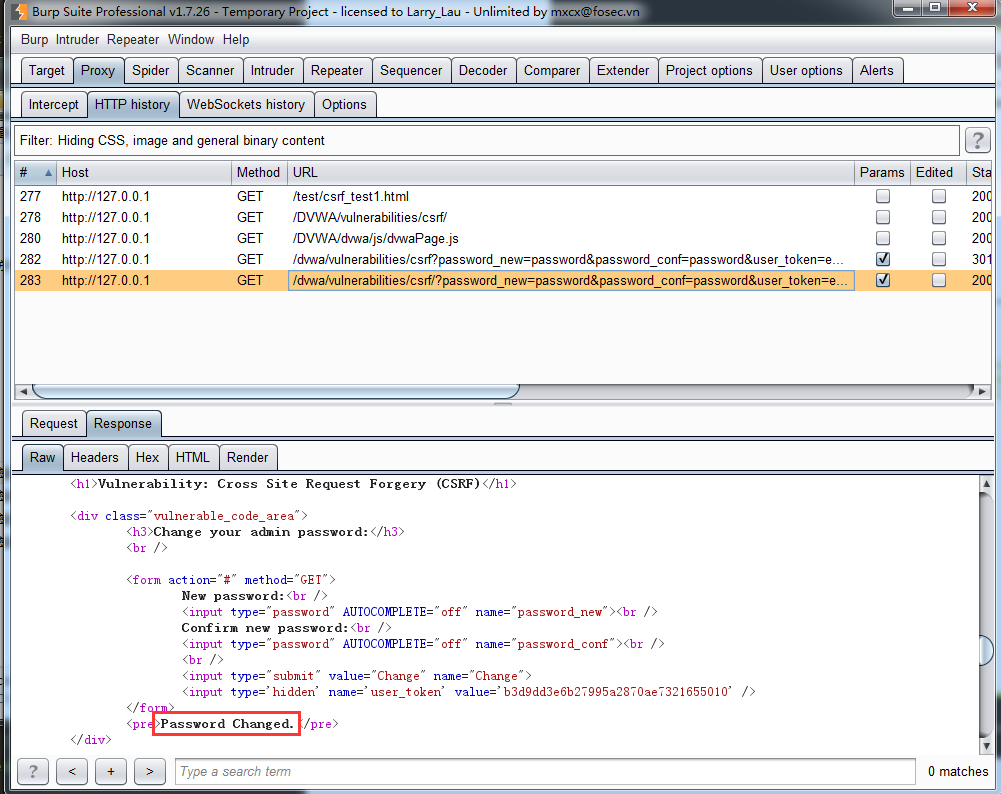 Burp Suite Professional v1.7.26 - Temporary Project - licensed to Larry_Lau - Unlimited by mxcx@fosec.vn
Burp Intruder Repeater Window Help
Target Proxy Spider Scanner Intruder Repeater Sequencer Decoder Comparer Extender Project options User options Alerts
Intercept HTTP history WebSockets history Options
Filter: Hiding CSS, image and general binary content ?
# Host Method URL Params Edited Sta
277 http://127.0.0.1 GET /test/csrf_test1.html 200
278 http://127.0.0.1 GET /DVWA/vulnerabilities/csrf/ 200
280 http://127.0.0.1 GET /DVWA/dvwa/js/dvwaPage.js 200
282 http://127.0.0.1 GET /dvwa/vulnerabilities/csrf?password_new=password&password_conf=password&user_token=e... 301
283 http://127.0.0.1 GET /dvwa/vulnerabilities/csrf/?password_new=password&password_conf=password&user_token=e... 200
Request Response
Raw Headers Hex HTML Render
<h1>Vulnerability: Cross Site Request Forgery (CSRF)</h1>
<div class="vulnerable_code_area">
<h3>Change your admin password:</h3>
<br />
<form action="#" method="GET">
New password:<br />
<input type="password" AUTOCOMPLETE="off" name="password_new"><br />
Confirm new password:<br />
<input type="password" AUTOCOMPLETE="off" name="password_conf"><br />
<br />
<input type="submit" value="Change" name="Change">
<input type='hidden' name='user_token' value='b3d9dd3e6b27995a2870ae7321655010' />
</form>
<pre>Password Changed.</pre>
</div>
? < + > Type a search term 0 matches